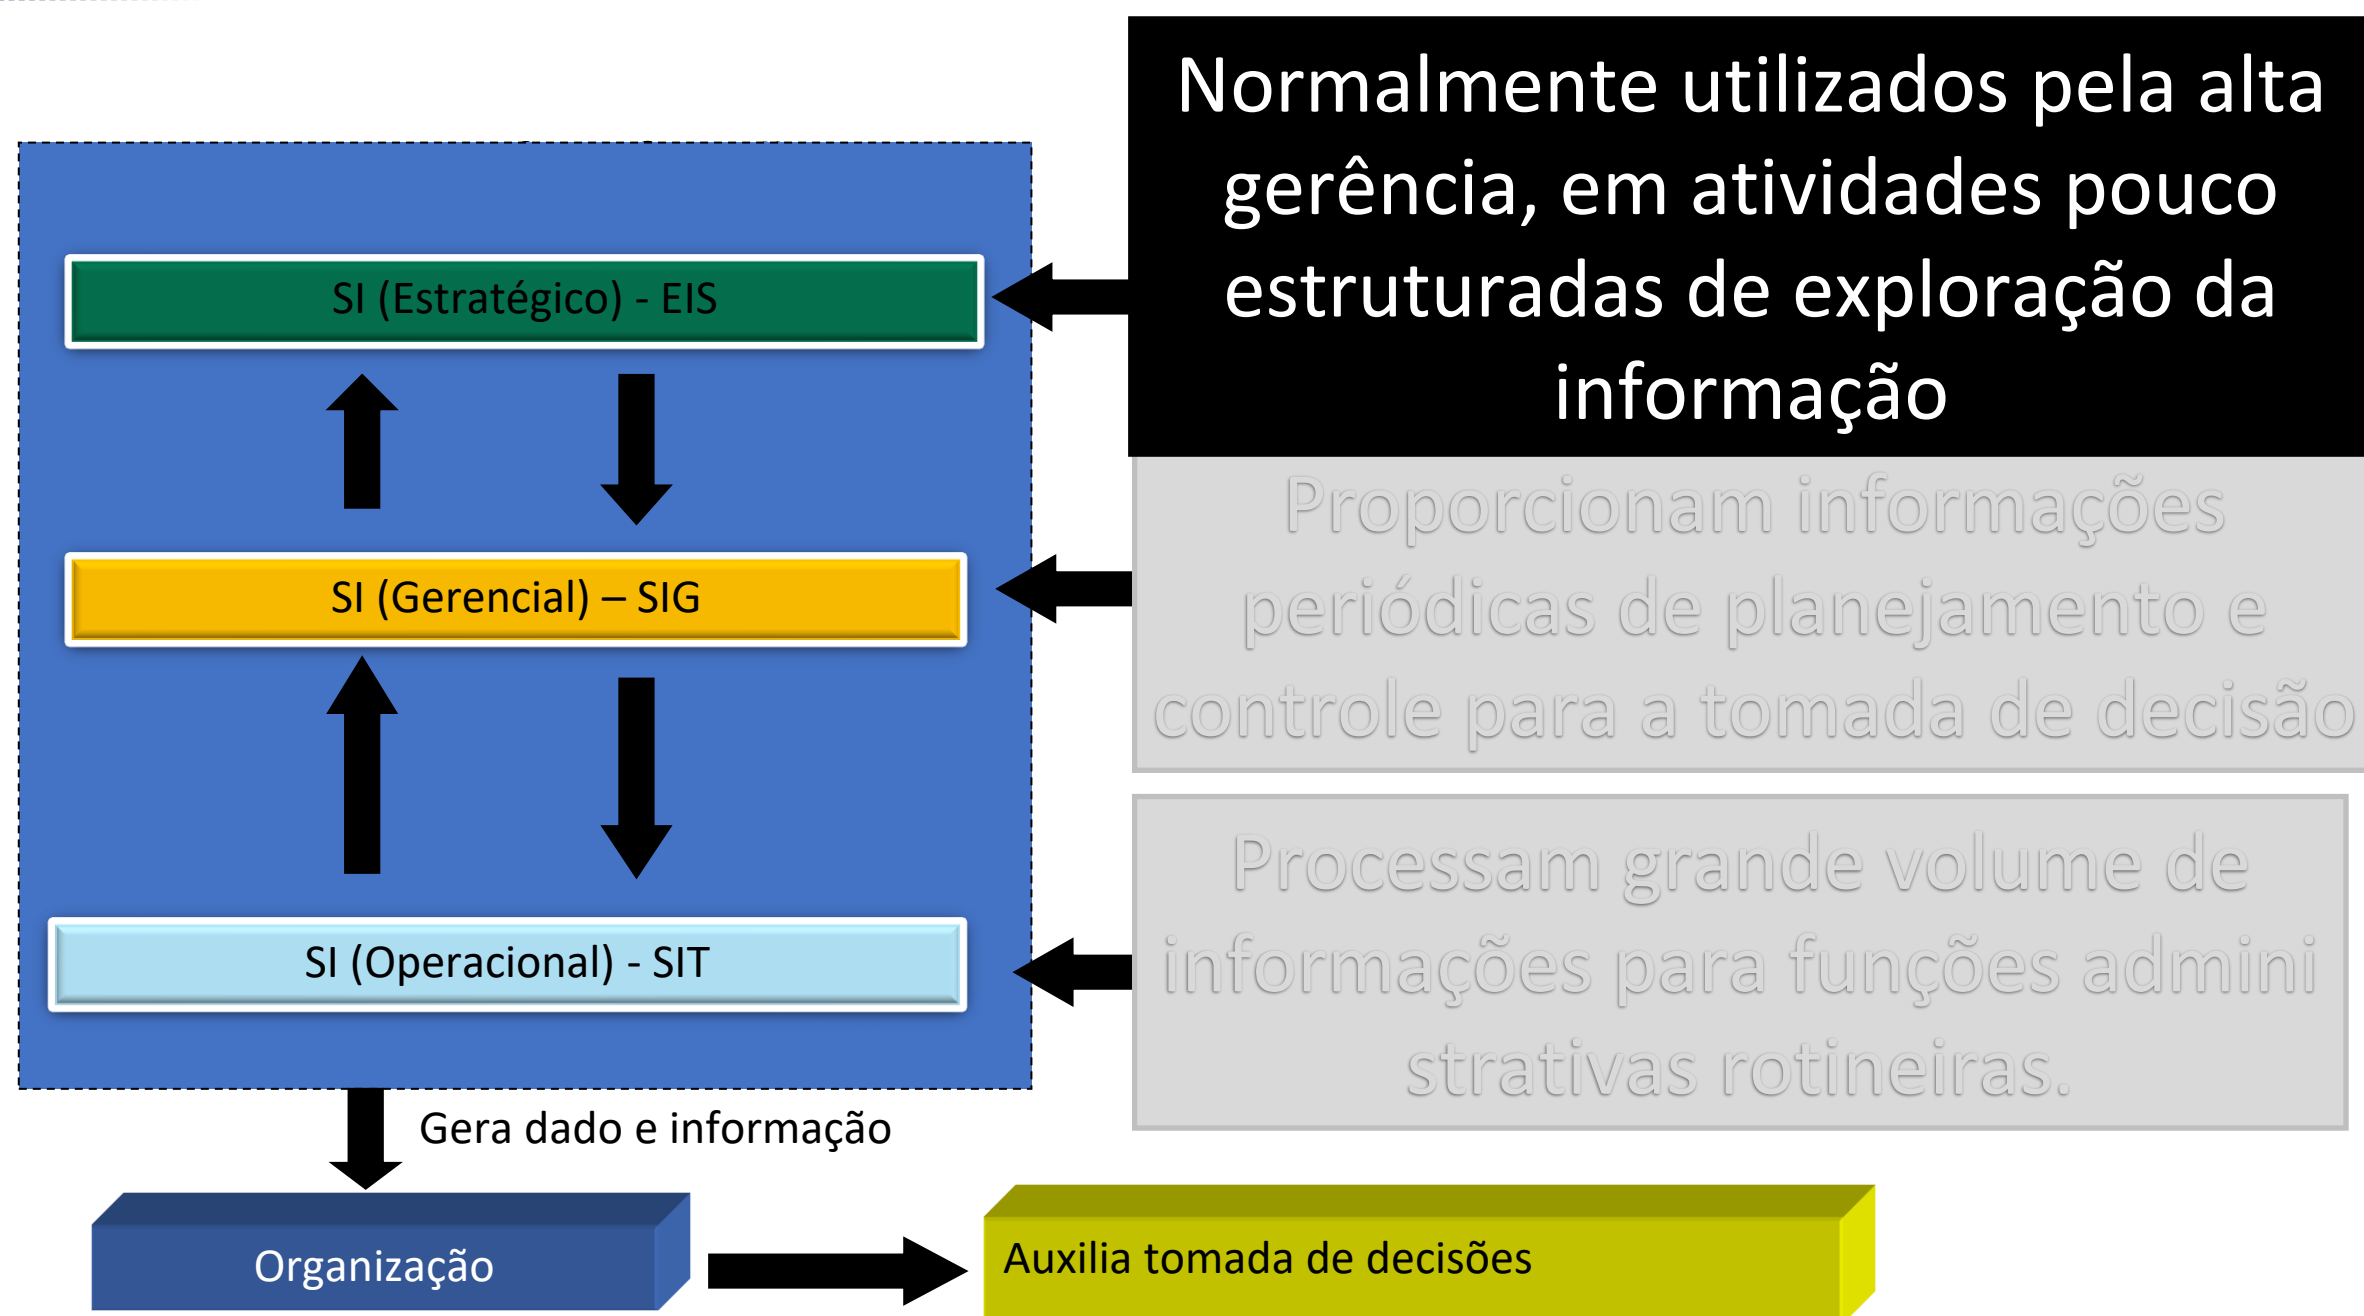 Normalmente utilizados pela alta
gerência, em atividades pouco
estruturadas de exploração da
informação
SI (Estratégico) - EIS
Proporcionam informações
periódicas de planejamento e
controle para a tomada de decisão
SI (Gerencial) – SIG
Processam grande volume de
informações para funções admini
strativas rotineiras.
SI (Operacional) - SIT
Gera dado e informação
Organização
Auxilia tomada de decisões